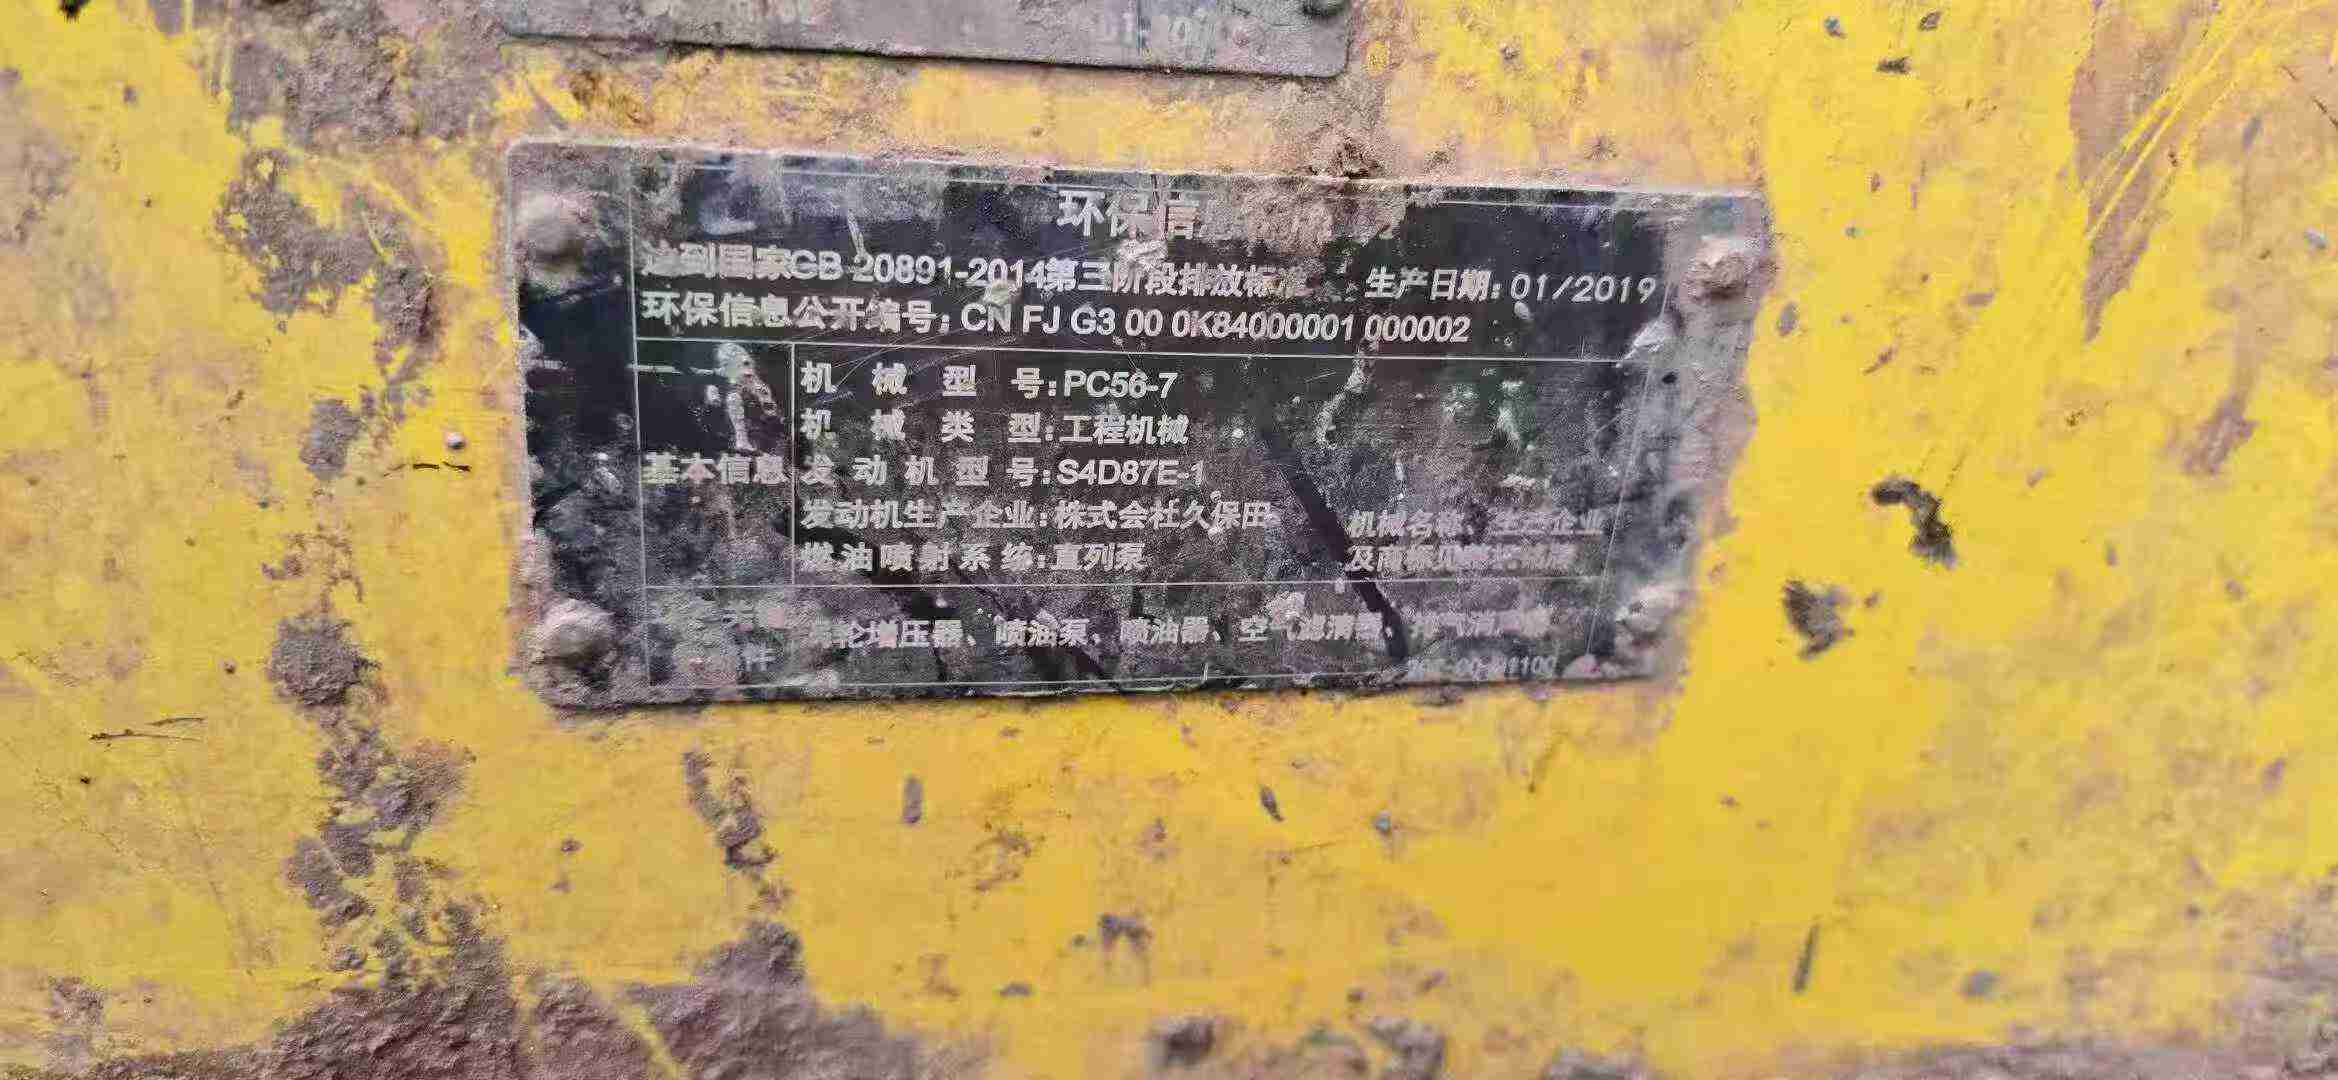 环保信
达到国家GB 20891-2014第三阶段排放标准 生产日期:01/2019
环保信息公开编号:CN FJ G3 00 0K84000001 000002
机械型号:PC56-7
机械类型:工程机械
基本信息 发动机型号:S4D87E-1
发动机生产企业:株式会社久保田
机械名称、生产企业
燃油喷射系统:直列泵
及商标见
轮增压器、喷油泵、喷油器、空气滤清器、排气消
件